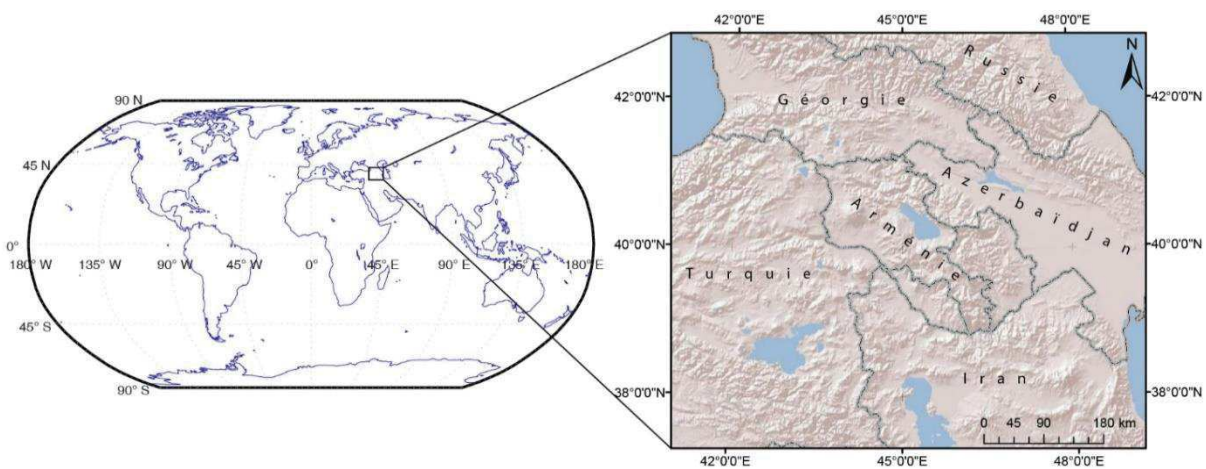 90 N
45 N
0°
180° W 135° W 90° W 45° W 0° 145° E 90° E 135° E 180° E
45° S
90° S
42°0'0"E 45°0'0"E 48°0'0"E
N
Russie
42°0'0"N 42°0'0"N
Géorgie
Azerbaïdjan
Arménie
40°0'0"N 40°0'0"N
Turquie
38°0'0"N 38°0'0"N
Iran
0 45 90 180 km
42°0'0"E 45°0'0"E 48°0'0"E